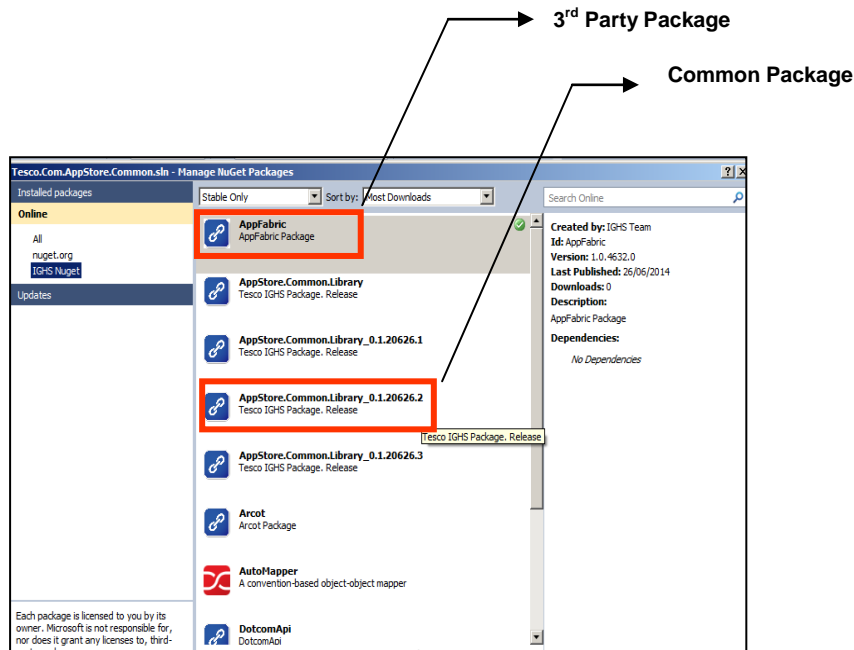 3rd Party Package
Common Package
Tesco.Com.AppStore.Common.sln - Manage NuGet Packages
? x
Installed packages
Online
All
nuget.org
IGHS Nuget
Updates
Each package is licensed to you by its
owner. Microsoft is not responsible for,
nor does it grant any licenses to, third-
Stable Only
Sort by: Most Downloads
AppFabric
AppFabric Package
AppStore.Common.Library
Tesco IGHS Package. Release
AppStore.Common.Library_0.1.20626.1
Tesco IGHS Package. Release
AppStore.Common.Library_0.1.20626.2
Tesco IGHS Package. Release
Tesco IGHS Package. Release
AppStore.Common.Library_0.1.20626.3
Tesco IGHS Package. Release
Arcot
Arcot Package
AutoMapper
A convention-based object-object mapper
DotcomApi
DotcomApi
Search Online
Created by: IGHS Team
Id: AppFabric
Version: 1.0.4632.0
Last Published: 26/06/2014
Downloads: 0
Description:
AppFabric Package
Dependencies:
No Dependencies